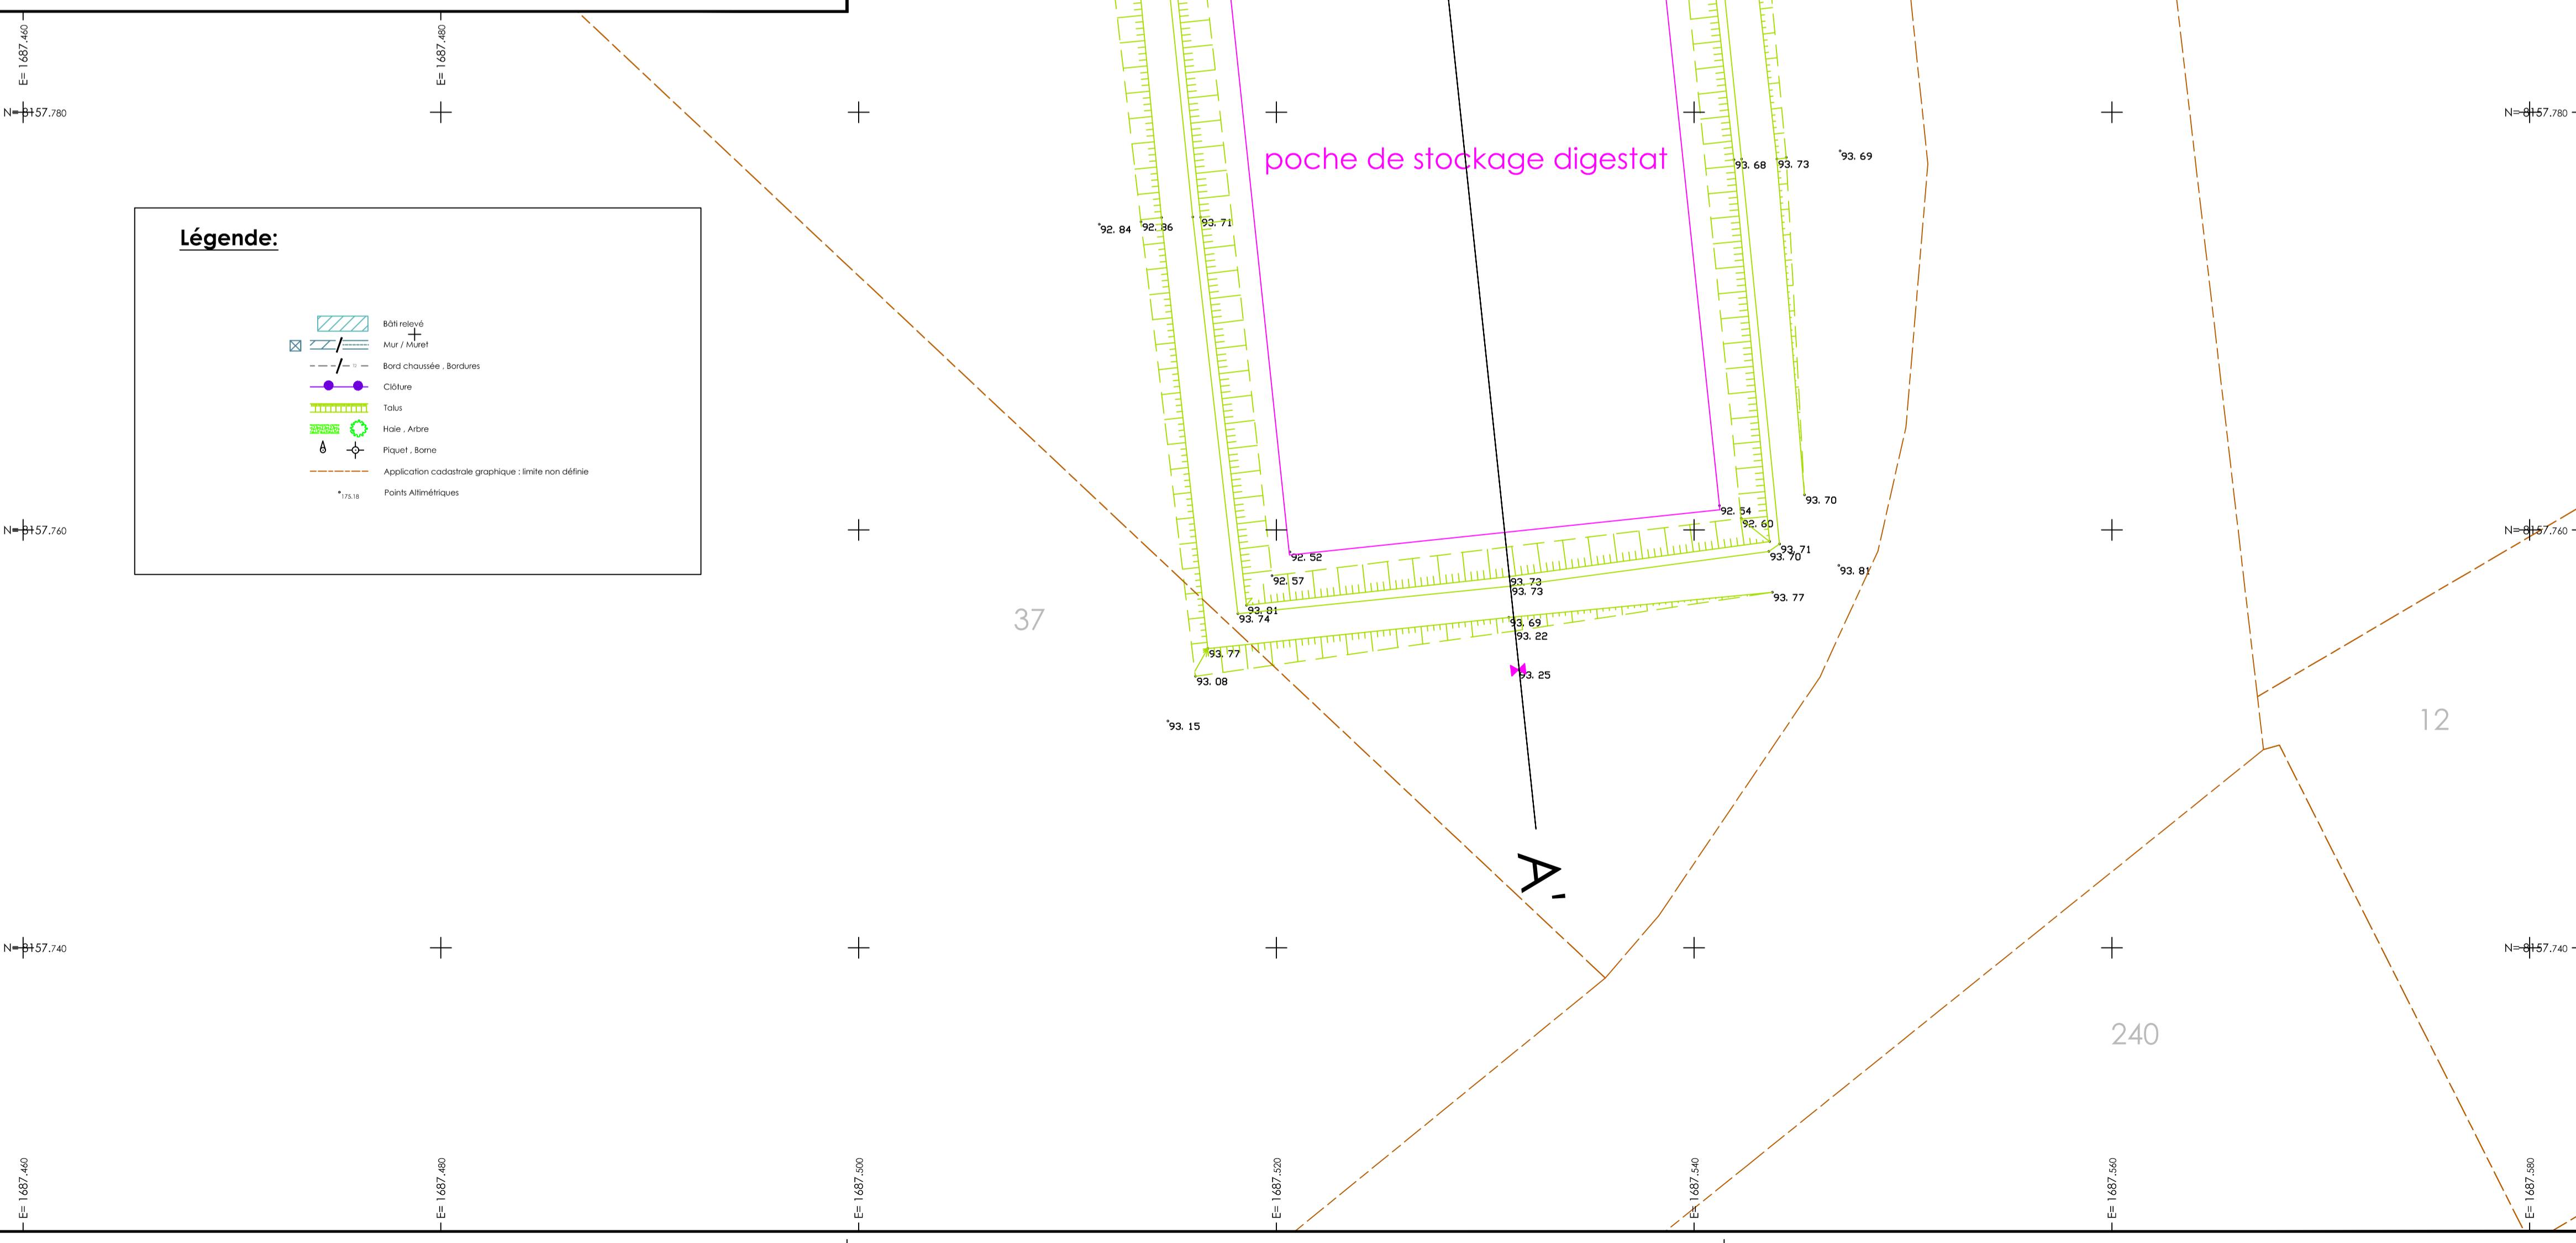 E= 1687.460
E= 1687.480
N= 8157.780
N= 8157.780
poche de stockage digestat
93. 68
93. 73
93. 69
92. 84
92. 86
93. 71
Légende:
Bâti relevé
Mur / Muret
Bord chaussée , Bordures
Clôture
Talus
Haie , Arbre
Piquet , Borne
Application cadastrale graphique : limite non définie
175.18
Points Altimétriques
93. 70
92. 54
92. 60
N= 8157.760
N= 8157.760
93. 71
93. 70
92. 52
93. 81
92. 57
93. 73
93. 73
93. 77
93. 81
93. 74
37
93. 69
93. 22
93. 77
93. 25
93. 08
93. 15
12
A'
N= 8157.740
N= 8157.740
240
E= 1687.460
E= 1687.480
E= 1687.500
E= 1687.520
E= 1687.540
E= 1687.560
E= 1687.580